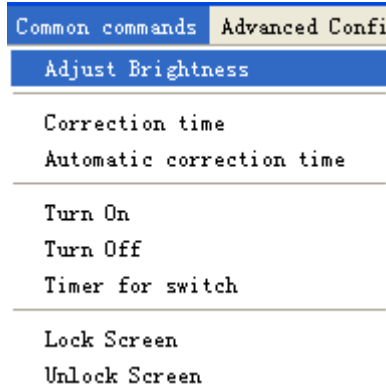 Common commands Advanced Confi
Adjust Brightness
Correction time
Automatic correction time
Turn On
Turn Off
Timer for switch
Lock Screen
Unlock Screen